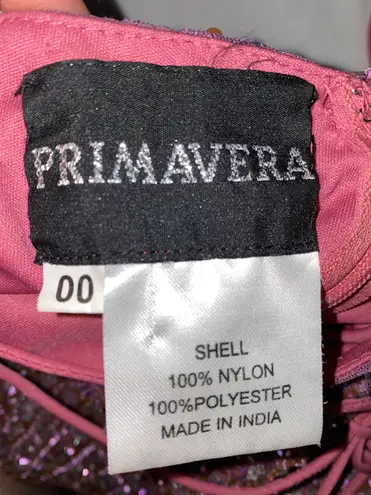 PRIMAVERA
00
SHELL
100% NYLON
100%POLYESTER
MADE IN INDIA